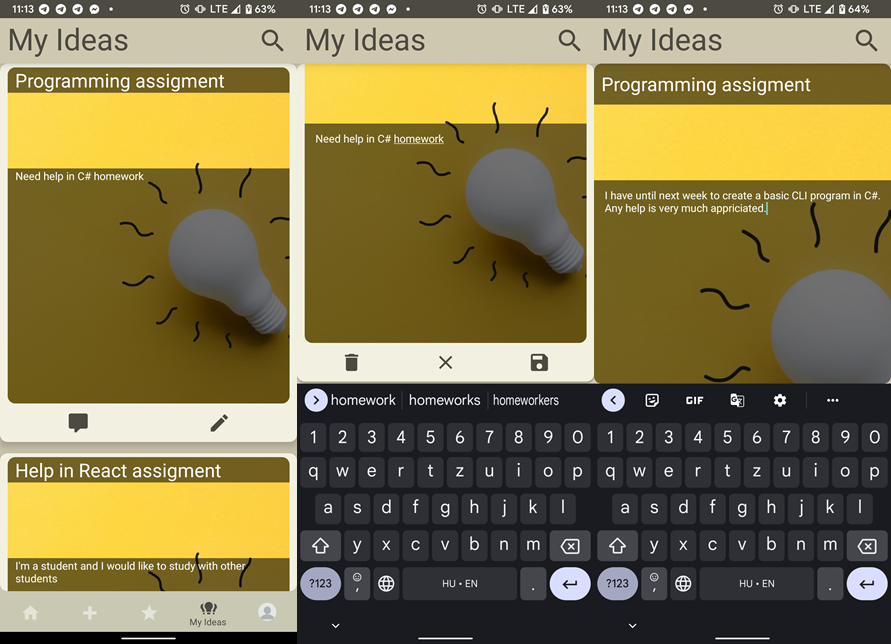 11:13 LTE 63%
My Ideas
Programming assigment
Need help in C# homework
Help in React assigment
I'm a student and I would like to study with other
students
My Ideas
11:13 LTE 63%
My Ideas
Need help in C# homework
homework homeworks homeworkers
1 2 3 4 5 6 7 8 9 0
q w e r t z u i o p
a s d f g h j k l
y x c v b n m
?123 , HU • EN .
11:13 LTE 64%
My Ideas
Programming assigment
I have until next week to create a basic CLI program in C#.
Any help is very much appriciated.
GIF
1 2 3 4 5 6 7 8 9 0
q w e r t z u i o p
a s d f g h j k l
y x c v b n m
?123 , HU • EN .